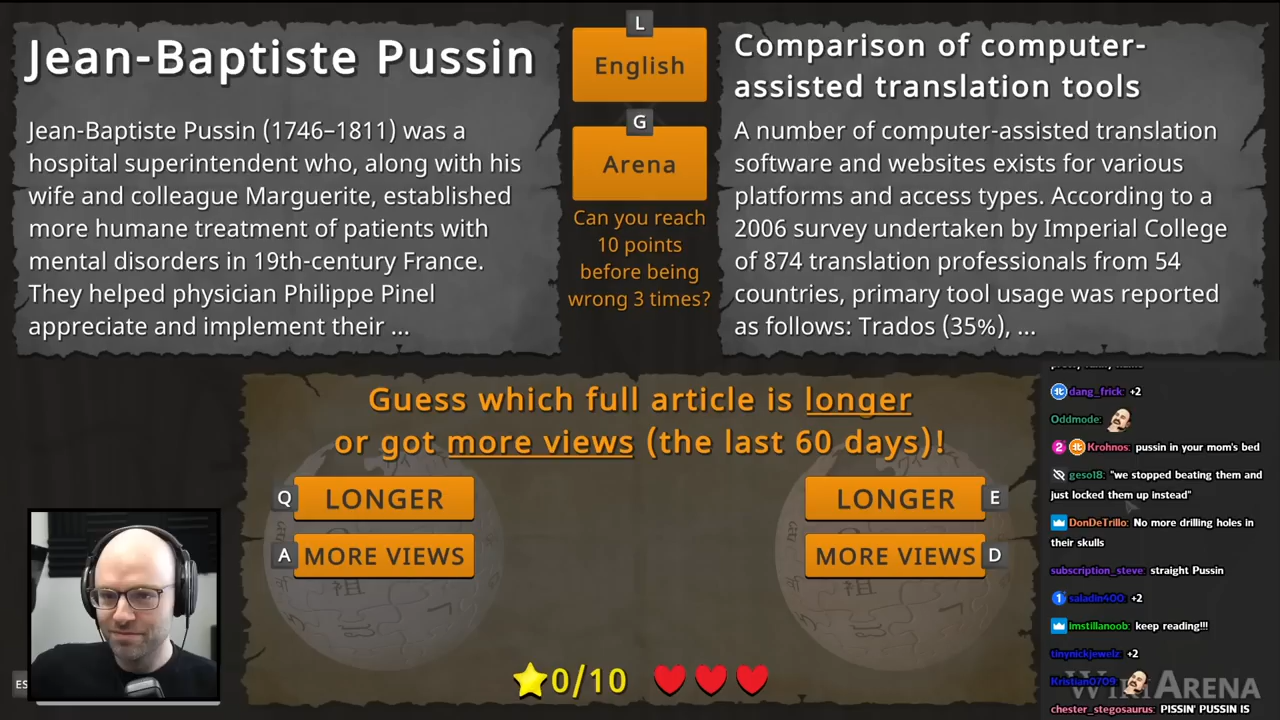 Jean-Baptiste Pussin
Jean-Baptiste Pussin (1746–1811) was a
hospital superintendent who, along with his
wife and colleague Marguerite, established
more humane treatment of patients with
mental disorders in 19th-century France.
They helped physician Philippe Pinel
appreciate and implement their ...
L
English
G
Arena
Can you reach
10 points
before being
wrong 3 times?
Comparison of computer-
assisted translation tools
A number of computer-assisted translation
software and websites exists for various
platforms and access types. According to a
2006 survey undertaken by Imperial College
of 874 translation professionals from 54
countries, primary tool usage was reported
as follows: Trados (35%), ...
Guess which full article is longer
or got more views (the last 60 days)!
Q LONGER
A MORE VIEWS
LONGER E
MORE VIEWS D
0/10
ES
dang_frick: +2
Oddmode:
2 Krohnos: pussin in your mom's bed
geso18: "we stopped beating them and
just locked them up instead"
DonDeTrillo: No more drilling holes in
their skulls
subscription_steve: straight Pussin
1 saladin400: +2
Imstillanoob: keep reading!!!
tinynickjewelz: +2
Kristian0709:
WIKIARENA
chester_stegosaurus: PISSIN' PUSSIN IS